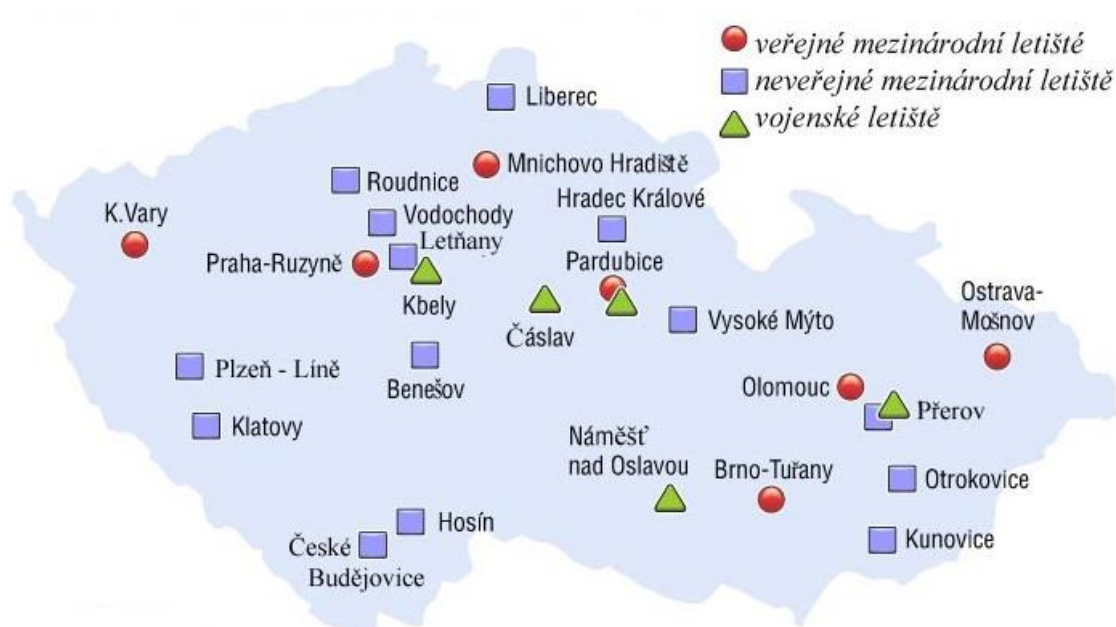 veřejné mezinárodní letiště
neveřejné mezinárodní letiště
vojenské letiště
Liberec
Mnichovo Hradiště
Roudnice
Hradec Králové
K.Vary
Vodochody
Letňany
Praha-Ruzyně
Pardubice
Kbely
Ostrava-
Mošnov
Čáslav
Vysoké Mýto
Plzeň - Líně
Benešov
Olomouc
Přerov
Klatovy
Náměšť
nad Oslavou
Brno-Tuřany
Otrokovice
Hosín
Kunovice
České
Budějovice